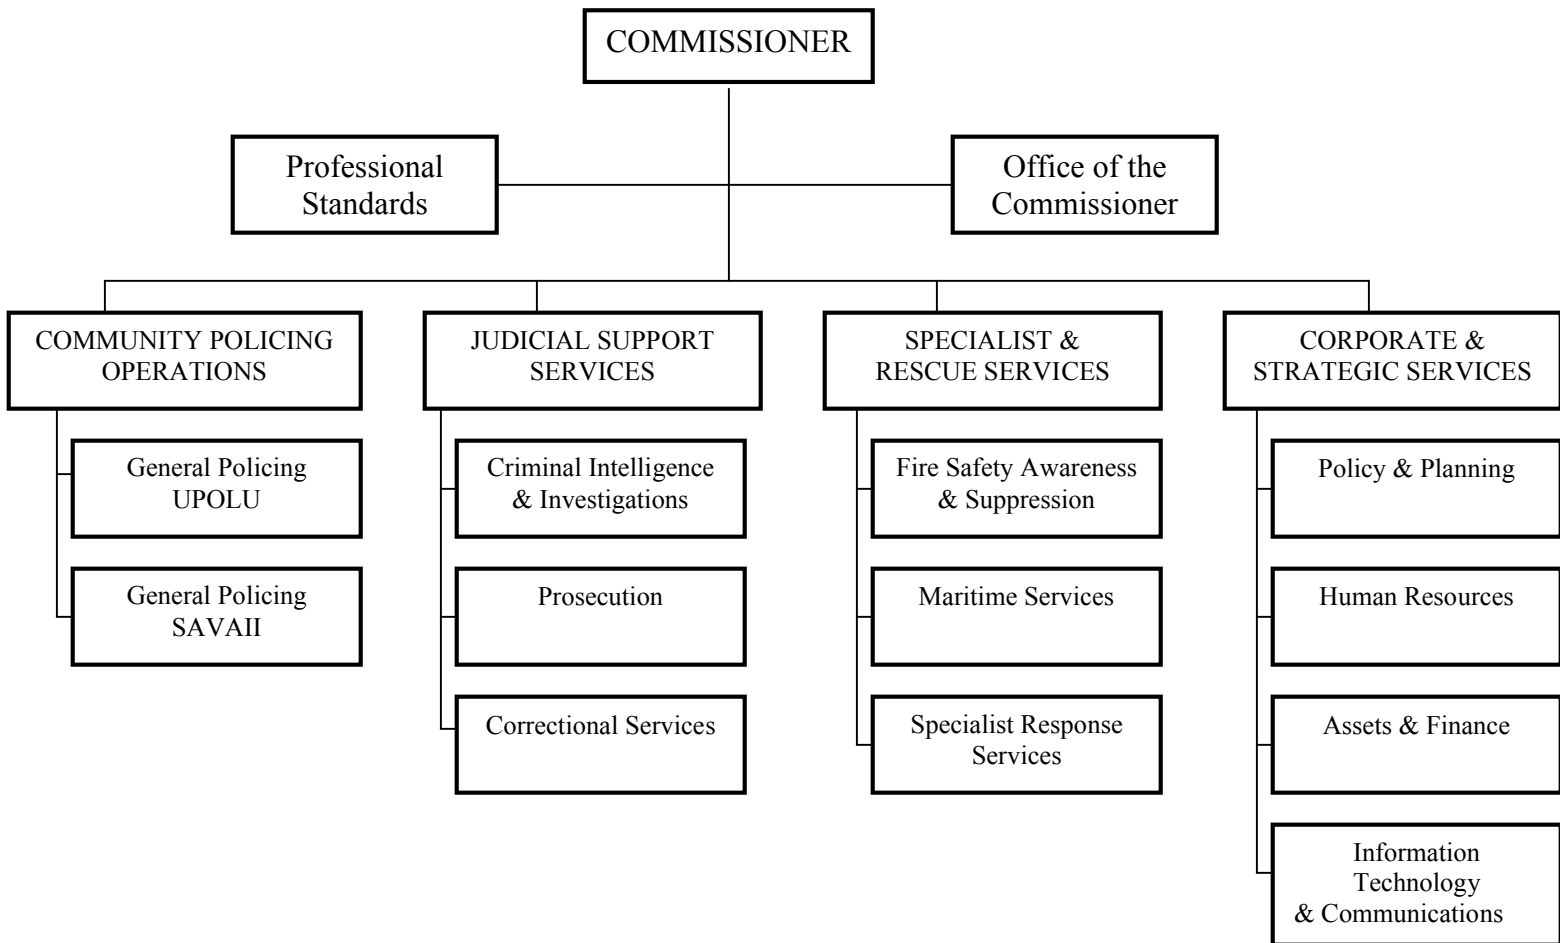 COMMISSIONER
Professional
Standards
Office of the
Commissioner
COMMUNITY POLICING
OPERATIONS
General Policing
UPOLU
General Policing
SAVAII
JUDICIAL SUPPORT
SERVICES
Criminal Intelligence
& Investigations
Prosecution
Correctional Services
SPECIALIST &
RESCUE SERVICES
Fire Safety Awareness
& Suppression
Maritime Services
Specialist Response
Services
CORPORATE &
STRATEGIC SERVICES
Policy & Planning
Human Resources
Assets & Finance
Information
Technology
& Communications